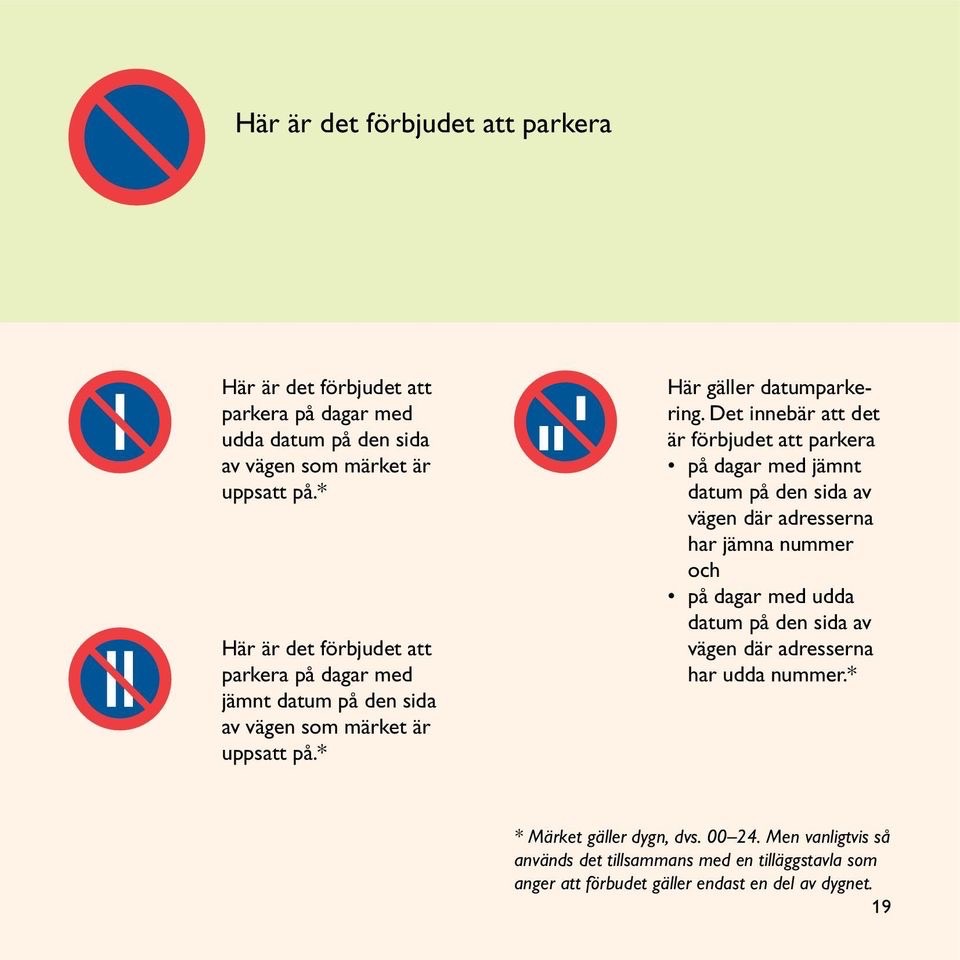 Här är det förbjudet att parkera
Här är det förbjudet att
parkera på dagar med
udda datum på den sida
av vägen som märket är
uppsatt på.*
Här är det förbjudet att
parkera på dagar med
jämnt datum på den sida
av vägen som märket är
uppsatt på.*
Här gäller datumparke-
ring. Det innebär att det
är förbjudet att parkera
• på dagar med jämnt
datum på den sida av
vägen där adresserna
har jämna nummer
och
• på dagar med udda
datum på den sida av
vägen där adresserna
har udda nummer.*
* Märket gäller dygn, dvs. 00–24. Men vanligtvis så
används det tillsammans med en tilläggstavla som
anger att förbudet gäller endast en del av dygnet.
19